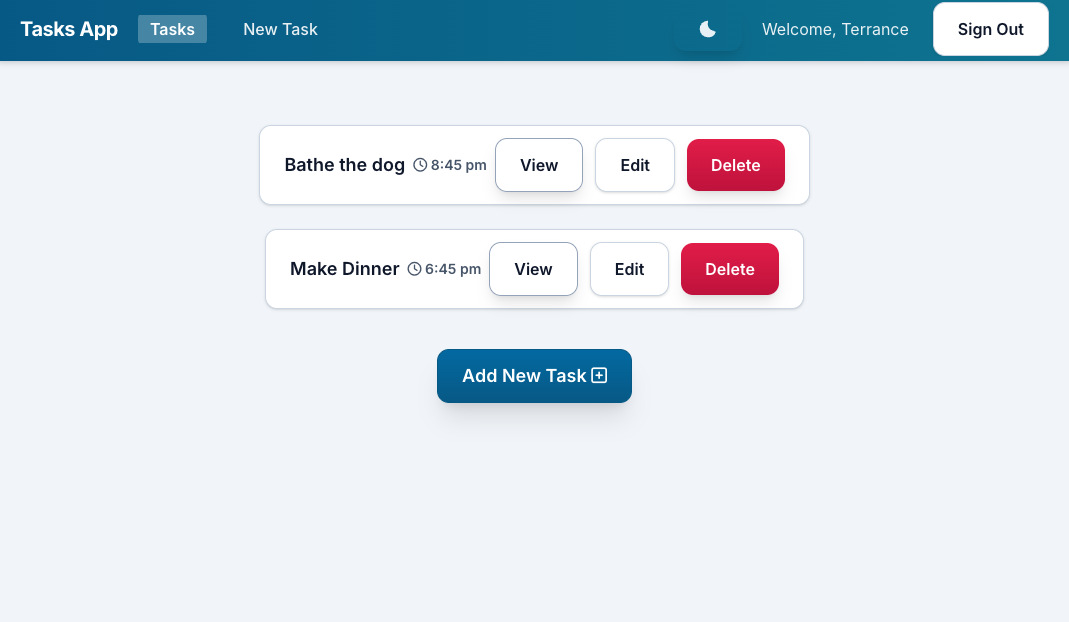 Tasks App Tasks New Task Welcome, Terrance Sign Out
Bathe the dog 8:45 pm View Edit Delete
Make Dinner 6:45 pm View Edit Delete
Add New Task